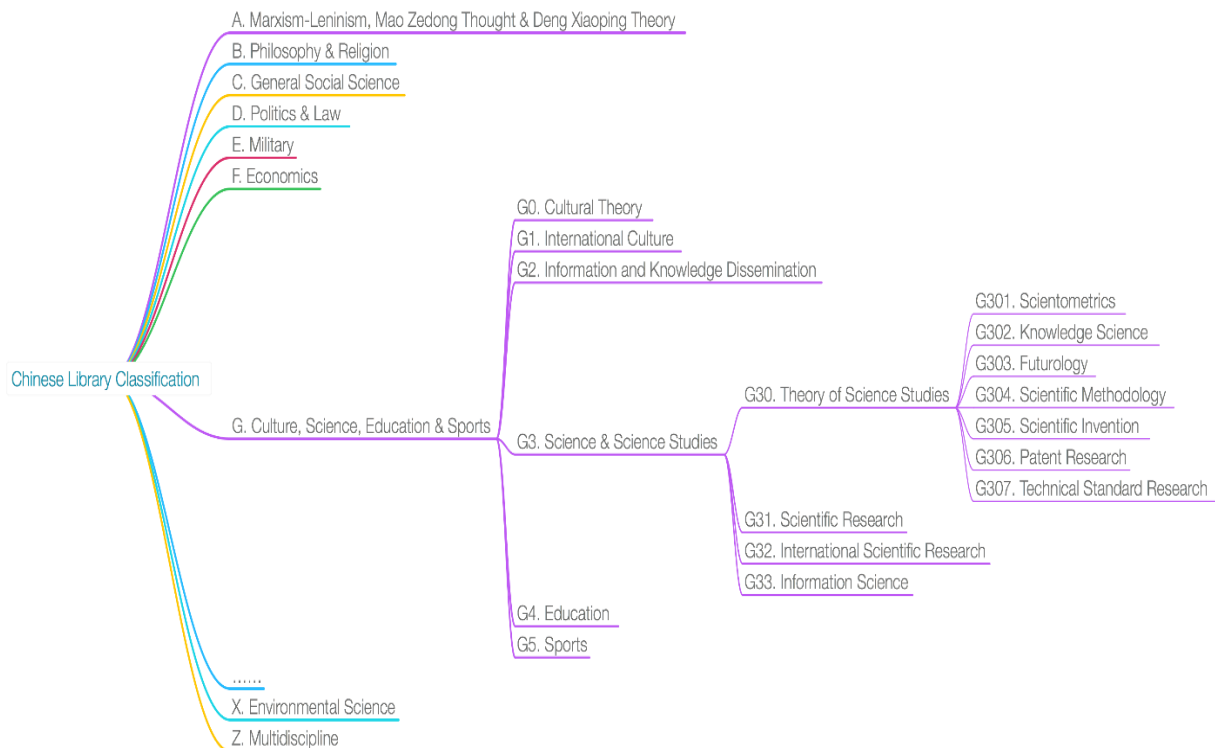 A. Marxism-Leninism, Mao Zedong Thought & Deng Xiaoping Theory
B. Philosophy & Religion
C. General Social Science
D. Politics & Law
E. Military
F. Economics
G0. Cultural Theory
G1. International Culture
G2. Information and Knowledge Dissemination
G301. Scientometrics
G302. Knowledge Science
G303. Futurology
Chinese Library Classification
G30. Theory of Science Studies
G304. Scientific Methodology
G305. Scientific Invention
G. Culture, Science, Education & Sports
G3. Science & Science Studies
G306. Patent Research
G307. Technical Standard Research
G31. Scientific Research
G32. International Scientific Research
G33. Information Science
G4. Education
G5. Sports
......
X. Environmental Science
Z. Multidiscipline